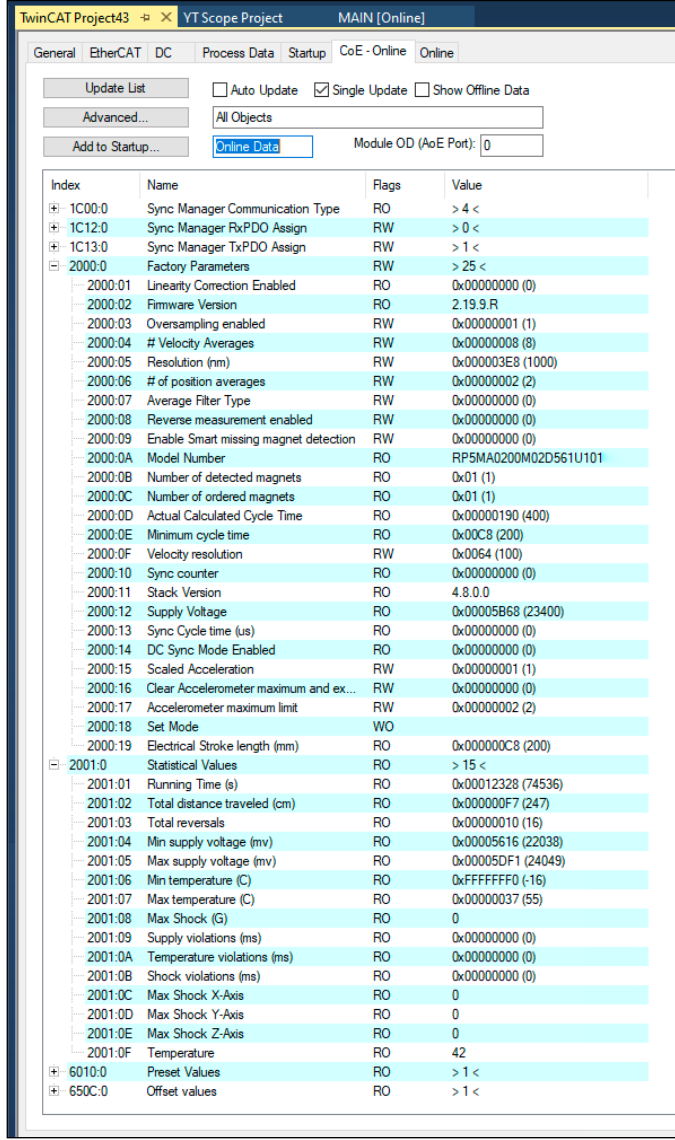 TwinCAT Project43 YT Scope Project MAIN [Online]
General EtherCAT DC Process Data Startup CoE - Online Online
Update List Auto Update Single Update Show Offline Data
Advanced... All Objects
Add to Startup... Online Data Module OD (AoE Port): 0
Index Name Flags Value
1C00:0 Sync Manager Communication Type RO > 4 <
1C12:0 Sync Manager RxPDO Assign RW > 0 <
1C13:0 Sync Manager TxPDO Assign RW > 1 <
2000:0 Factory Parameters RW > 25 <
2000:01 Linearity Correction Enabled RO 0x00000000 (0)
2000:02 Firmware Version RO 2.19.9.R
2000:03 Oversampling enabled RW 0x00000001 (1)
2000:04 # Velocity Averages RW 0x00000008 (8)
2000:05 Resolution (nm) RW 0x000003E8 (1000)
2000:06 # of position averages RW 0x00000002 (2)
2000:07 Average Filter Type RW 0x00000000 (0)
2000:08 Reverse measurement enabled RW 0x00000000 (0)
2000:09 Enable Smart missing magnet detection RW 0x00000000 (0)
2000:0A Model Number RO RP5MA0200M02D561U101
2000:0B Number of detected magnets RO 0x01 (1)
2000:0C Number of ordered magnets RO 0x01 (1)
2000:0D Actual Calculated Cycle Time RO 0x00000190 (400)
2000:0E Minimum cycle time RO 0x00C8 (200)
2000:0F Velocity resolution RW 0x0064 (100)
2000:10 Sync counter RO 0x00000000 (0)
2000:11 Stack Version RO 4.8.0.0
2000:12 Supply Voltage RO 0x00005B68 (23400)
2000:13 Sync Cycle time (us) RO 0x00000000 (0)
2000:14 DC Sync Mode Enabled RO 0x00000000 (0)
2000:15 Scaled Acceleration RW 0x00000001 (1)
2000:16 Clear Accelerometer maximum and ex... RW 0x00000000 (0)
2000:17 Accelerometer maximum limit RW 0x00000002 (2)
2000:18 Set Mode WO
2000:19 Electrical Stroke length (mm) RO 0x000000C8 (200)
2001:0 Statistical Values RO > 15 <
2001:01 Running Time (s) RO 0x00012328 (74536)
2001:02 Total distance traveled (cm) RO 0x000000F7 (247)
2001:03 Total reversals RO 0x00000010 (16)
2001:04 Min supply voltage (mv) RO 0x00005616 (22038)
2001:05 Max supply voltage (mv) RO 0x00005DF1 (24049)
2001:06 Min temperature (C) RO 0xFFFFFFF0 (-16)
2001:07 Max temperature (C) RO 0x00000037 (55)
2001:08 Max Shock (G) RO 0
2001:09 Supply violations (ms) RO 0x00000000 (0)
2001:0A Temperature violations (ms) RO 0x00000000 (0)
2001:0B Shock violations (ms) RO 0x00000000 (0)
2001:0C Max Shock X-Axis RO 0
2001:0D Max Shock Y-Axis RO 0
2001:0E Max Shock Z-Axis RO 0
2001:0F Temperature RO 42
6010:0 Preset Values RO > 1 <
650C:0 Offset values RO > 1 <